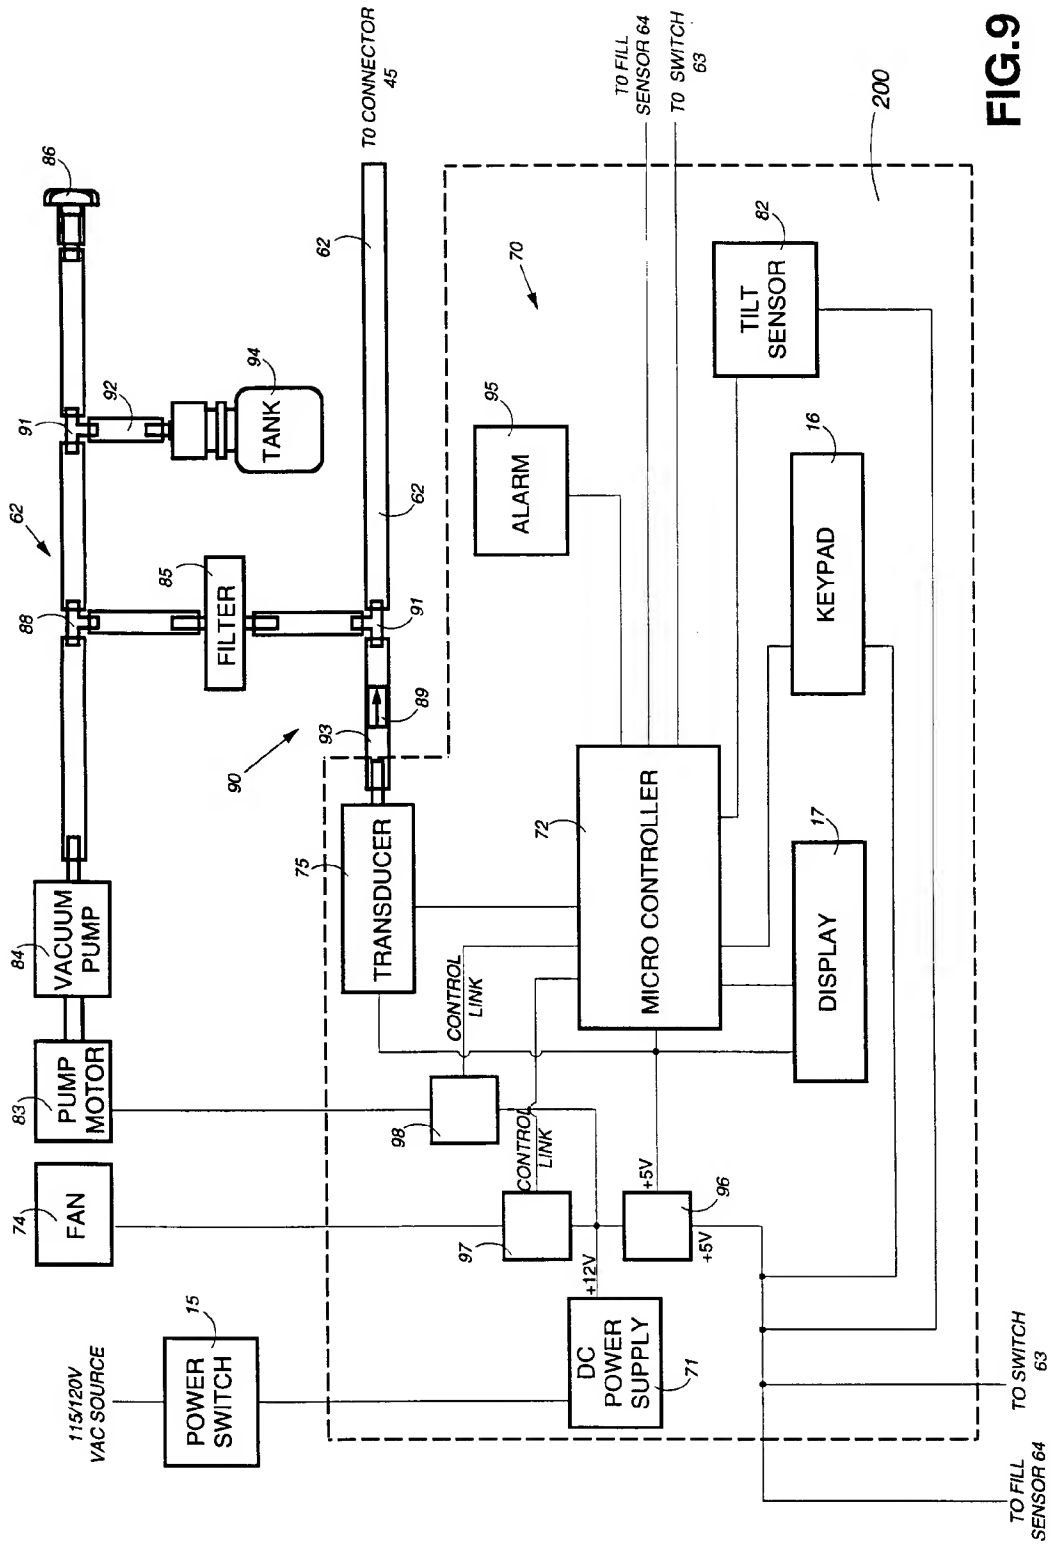 115/120V
VAC SOURCE
POWER
SWITCH
15
74
FAN
83
PUMP
MOTOR
84
VACUUM
PUMP
88
62
91
86
92
94
TANK
85
FILTER
90
93
89
91
62
62
TO CONNECTOR
45
75
TRANSDUCER
CONTROL
LINK
98
CONTROL
LINK
97
+12V
DC
POWER
SUPPLY
71
+5V
96
+5V
72
MICRO CONTROLLER
95
ALARM
70
TO FILL
SENSOR 64
TO SWITCH
63
82
TILT
SENSOR
16
KEYPAD
17
DISPLAY
200
TO FILL
SENSOR 64
TO SWITCH
63
FIG.9